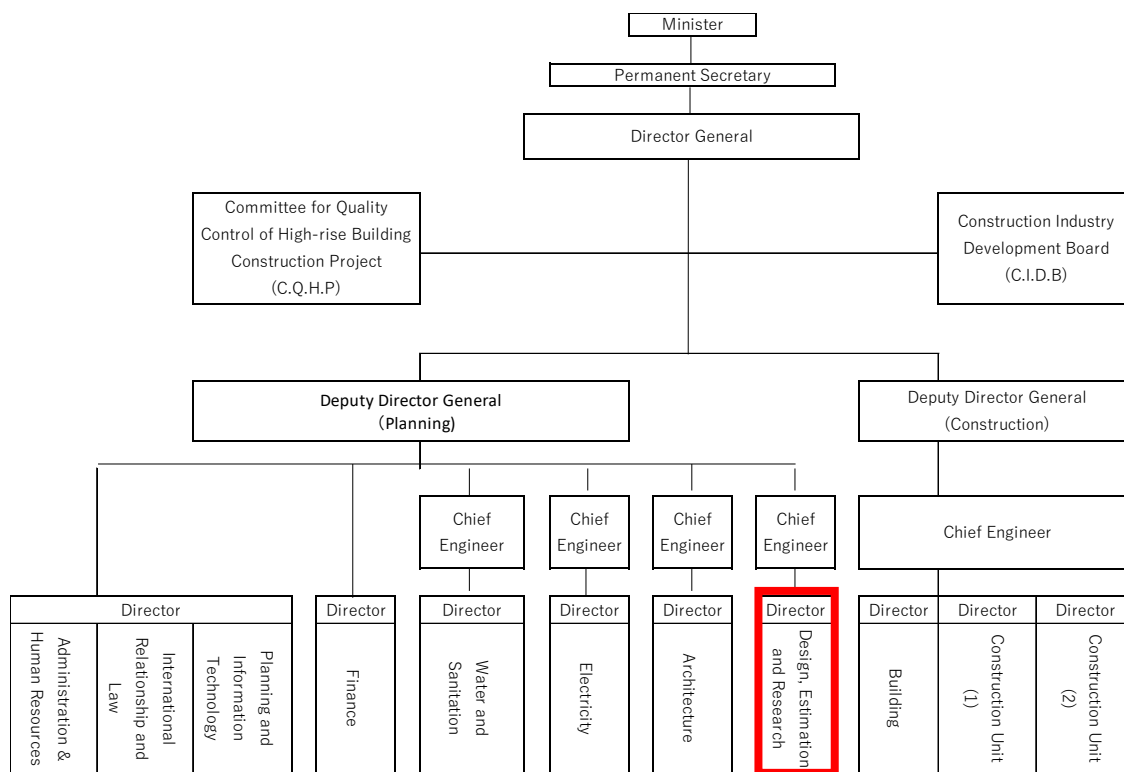 Minister
Permanent Secretary
Director General
Committee for Quality
Control of High-rise Building
Construction Project
(C.Q.H.P)
Construction Industry
Development Board
(C.I.D.B)
Deputy Director General
(Planning)
Deputy Director General
(Construction)
Chief
Engineer
Chief
Engineer
Chief
Engineer
Chief
Engineer
Chief Engineer
Director
Director
Director
Director
Director
Director
Director
Director
Director
Administration &
Human Resources
International
Relationship and
Law
Planning and
Information
Technology
Finance
Water and
Sanitation
Electricity
Architecture
Design, Estimation
and Research
Building
Construction Unit
(1)
Construction Unit
(2)